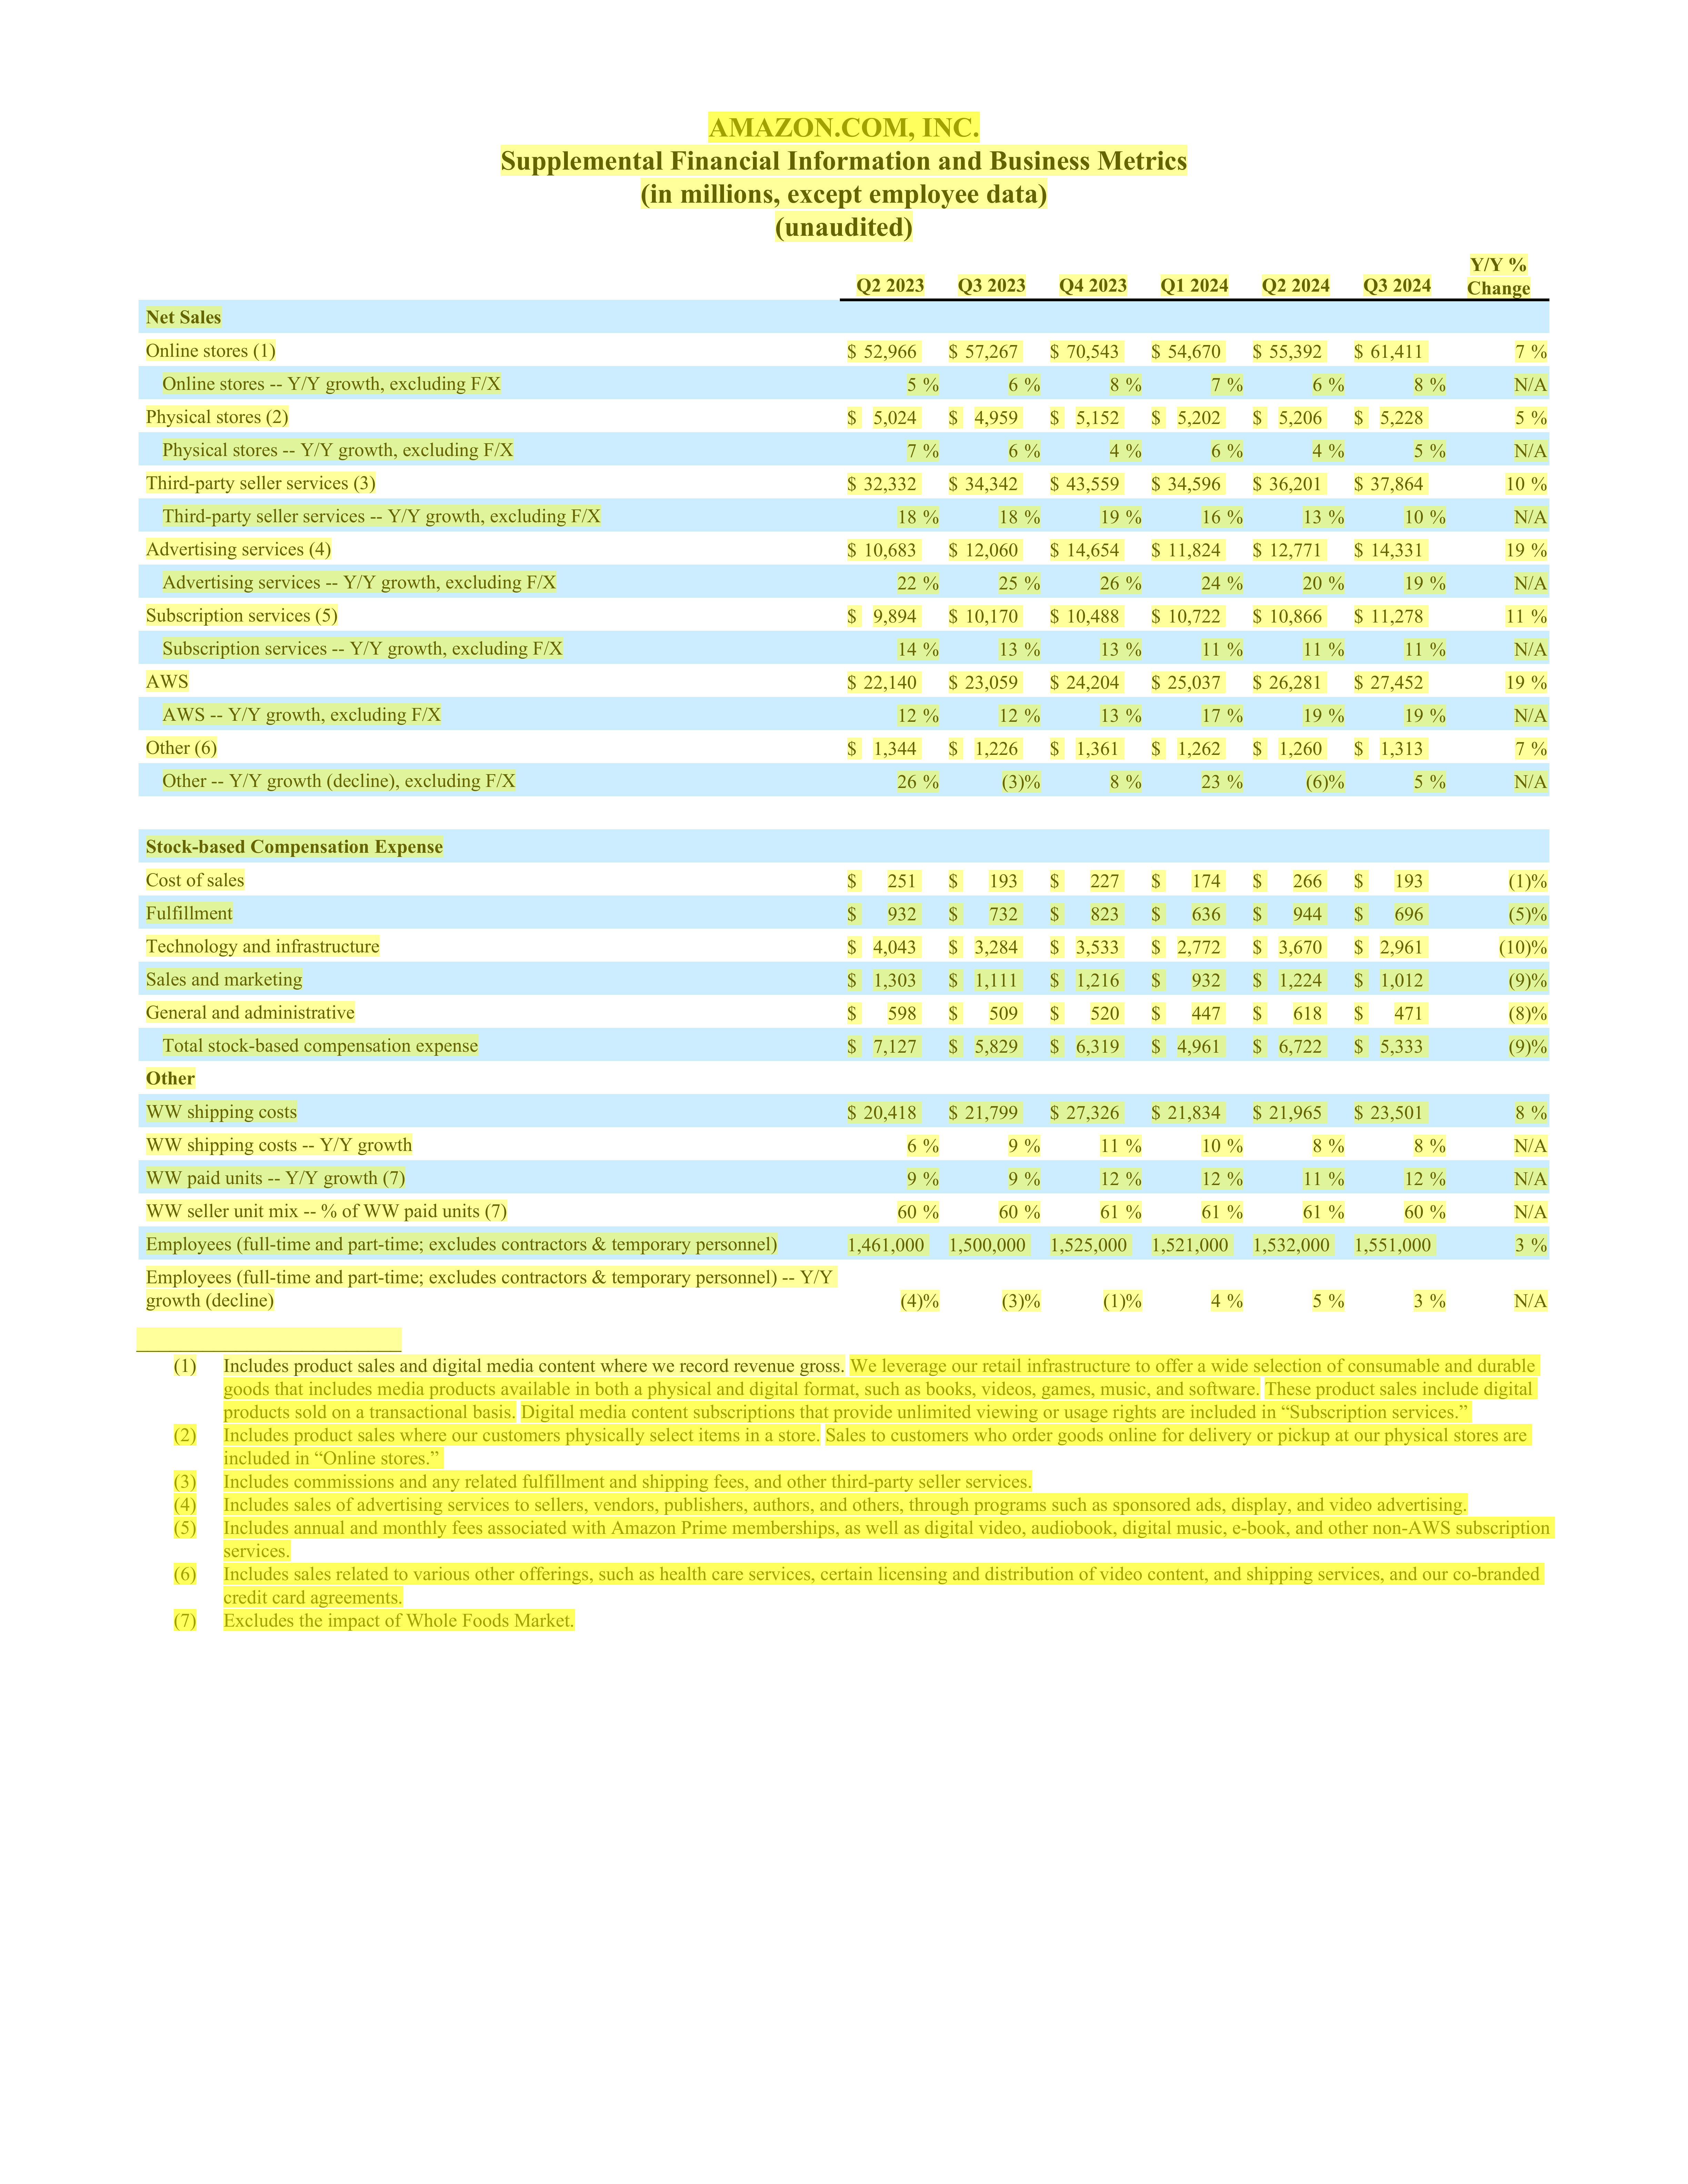 AMAZON.COM, INC.
Supplemental Financial Information and Business Metrics
(in millions, except employee data)
(unaudited)
Y/Y %
Q2 2023 Q3 2023 Q4 2023 Q1 2024 Q2 2024 Q3 2024 Change
Net Sales
Online stores (1) $ 52,966 $ 57,267 $ 70,543 $ 54,670 $ 55,392 $ 61,411 7 %
Online stores -- Y/Y growth, excluding F/X 5 % 6 % 8 % 7 % 6 % 8 % N/A
Physical stores (2) $ 5,024 $ 4,959 $ 5,152 $ 5,202 $ 5,206 $ 5,228 5 %
Physical stores -- Y/Y growth, excluding F/X 7 % 6 % 4 % 6 % 4 % 5 % N/A
Third-party seller services (3) $ 32,332 $ 34,342 $ 43,559 $ 34,596 $ 36,201 $ 37,864 10 %
Third-party seller services -- Y/Y growth, excluding F/X 18 % 18 % 19 % 16 % 13 % 10 % N/A
Advertising services (4) $ 10,683 $ 12,060 $ 14,654 $ 11,824 $ 12,771 $ 14,331 19 %
Advertising services -- Y/Y growth, excluding F/X 22 % 25 % 26 % 24 % 20 % 19 % N/A
Subscription services (5) $ 9,894 $ 10,170 $ 10,488 $ 10,722 $ 10,866 $ 11,278 11 %
Subscription services -- Y/Y growth, excluding F/X 14 % 13 % 13 % 11 % 11 % 11 % N/A
AWS $ 22,140 $ 23,059 $ 24,204 $ 25,037 $ 26,281 $ 27,452 19 %
AWS -- Y/Y growth, excluding F/X 12 % 12 % 13 % 17 % 19 % 19 % N/A
Other (6) $ 1,344 $ 1,226 $ 1,361 $ 1,262 $ 1,260 $ 1,313 7 %
Other -- Y/Y growth (decline), excluding F/X 26 % (3)% 8 % 23 % (6)% 5 % N/A
Stock-based Compensation Expense
Cost of sales $ 251 $ 193 $ 227 $ 174 $ 266 $ 193 (1)%
Fulfillment $ 932 $ 732 $ 823 $ 636 $ 944 $ 696 (5)%
Technology and infrastructure $ 4,043 $ 3,284 $ 3,533 $ 2,772 $ 3,670 $ 2,961 (10)%
Sales and marketing $ 1,303 $ 1,111 $ 1,216 $ 932 $ 1,224 $ 1,012 (9)%
General and administrative $ 598 $ 509 $ 520 $ 447 $ 618 $ 471 (8)%
Total stock-based compensation expense $ 7,127 $ 5,829 $ 6,319 $ 4,961 $ 6,722 $ 5,333 (9)%
Other
WW shipping costs $ 20,418 $ 21,799 $ 27,326 $ 21,834 $ 21,965 $ 23,501 8 %
WW shipping costs -- Y/Y growth 6 % 9 % 11 % 10 % 8 % 8 % N/A
WW paid units -- Y/Y growth (7) 9 % 9 % 12 % 12 % 11 % 12 % N/A
WW seller unit mix -- % of WW paid units (7) 60 % 60 % 61 % 61 % 61 % 60 % N/A
Employees (full-time and part-time; excludes contractors & temporary personnel) 1,461,000 1,500,000 1,525,000 1,521,000 1,532,000 1,551,000 3 %
Employees (full-time and part-time; excludes contractors & temporary personnel) -- Y/Y
growth (decline) (4)% (3)% (1)% 4 % 5 % 3 % N/A
(1) Includes product sales and digital media content where we record revenue gross. We leverage our retail infrastructure to offer a wide selection of consumable and durable
goods that includes media products available in both a physical and digital format, such as books, videos, games, music, and software. These product sales include digital
products sold on a transactional basis. Digital media content subscriptions that provide unlimited viewing or usage rights are included in “Subscription services.”
(2) Includes product sales where our customers physically select items in a store. Sales to customers who order goods online for delivery or pickup at our physical stores are
included in “Online stores.”
(3) Includes commissions and any related fulfillment and shipping fees, and other third-party seller services.
(4) Includes sales of advertising services to sellers, vendors, publishers, authors, and others, through programs such as sponsored ads, display, and video advertising.
(5) Includes annual and monthly fees associated with Amazon Prime memberships, as well as digital video, audiobook, digital music, e-book, and other non-AWS subscription
services.
(6) Includes sales related to various other offerings, such as health care services, certain licensing and distribution of video content, and shipping services, and our co-branded
credit card agreements.
(7) Excludes the impact of Whole Foods Market.